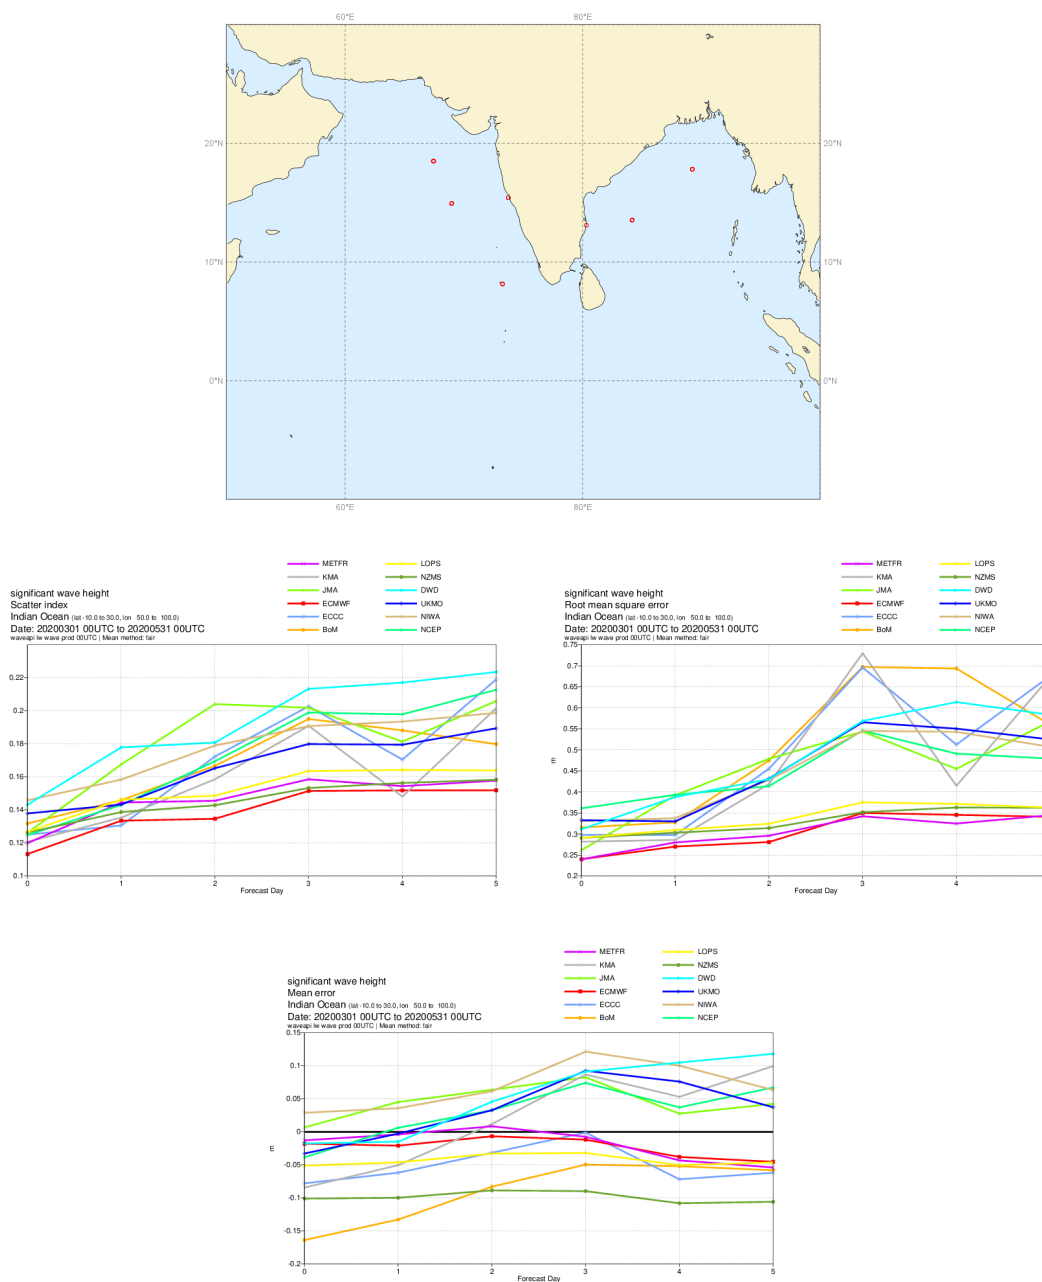 60°E 80°E
20°N 20°N
10°N 10°N
0°N 0°N
60°E 80°E
METFR LOPS
KMA NZMS
JMA DWD
ECMWF UKMO
ECCC NIWA
BoM NCEP
significant wave height
Scatter index
Indian Ocean (lat -10.0 to 30.0, lon 50.0 to 100.0)
Date: 20200301 00UTC to 20200531 00UTC
waveapi lw wave prod 00UTC | Mean method: fair
0.22
0.2
0.18
0.16
0.14
0.12
0.1
0 1 2 3 4 5
Forecast Day
METFR LOPS
KMA NZMS
JMA DWD
ECMWF UKMO
ECCC NIWA
BoM NCEP
significant wave height
Root mean square error
Indian Ocean (lat -10.0 to 30.0, lon 50.0 to 100.0)
Date: 20200301 00UTC to 20200531 00UTC
waveapi lw wave prod 00UTC | Mean method: fair
0.75
0.7
0.65
0.6
0.55
0.5
0.45
0.4
0.35
0.3
0.25
0.2
m
0 1 2 3 4
Forecast Day
METFR LOPS
KMA NZMS
JMA DWD
ECMWF UKMO
ECCC NIWA
BoM NCEP
significant wave height
Mean error
Indian Ocean (lat -10.0 to 30.0, lon 50.0 to 100.0)
Date: 20200301 00UTC to 20200531 00UTC
waveapi lw wave prod 00UTC | Mean method: fair
0.15
0.1
0.05
0
-0.05
-0.1
-0.15
-0.2
m
0 1 2 3 4 5
Forecast Day